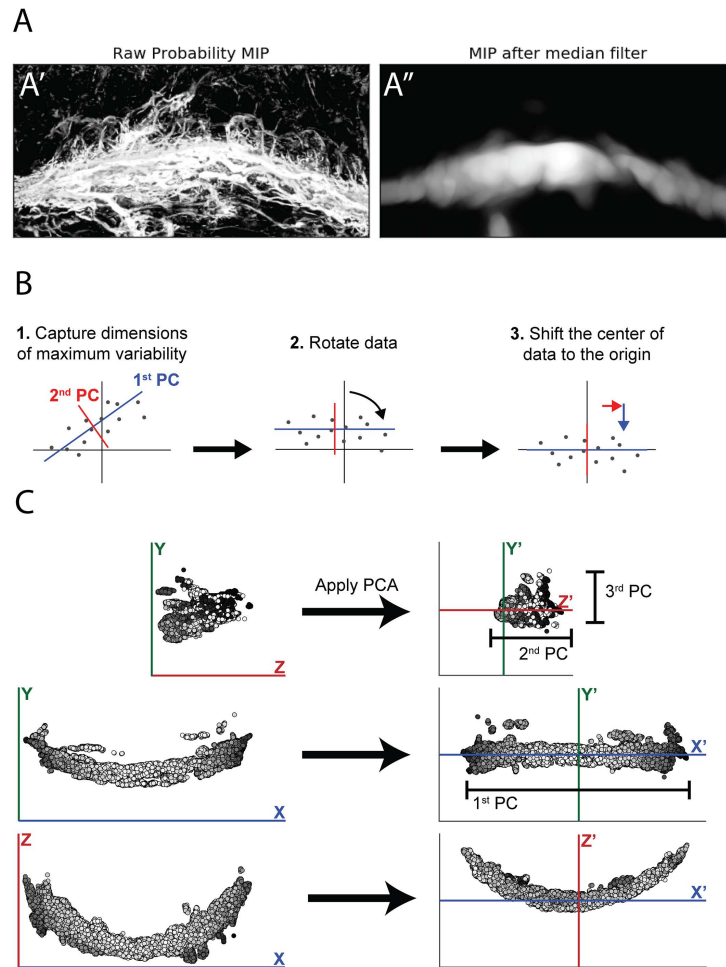 A
Raw Probability MIP
MIP after median filter
A'
A"
B
1. Capture dimensions
of maximum variability
2. Rotate data
3. Shift the center of
data to the origin
1st PC
2nd PC
C
Y
Z
Apply PCA
Y'
Z'
3rd PC
2nd PC
Y
X
Y'
X'
1st PC
Z
X
Z'
X'